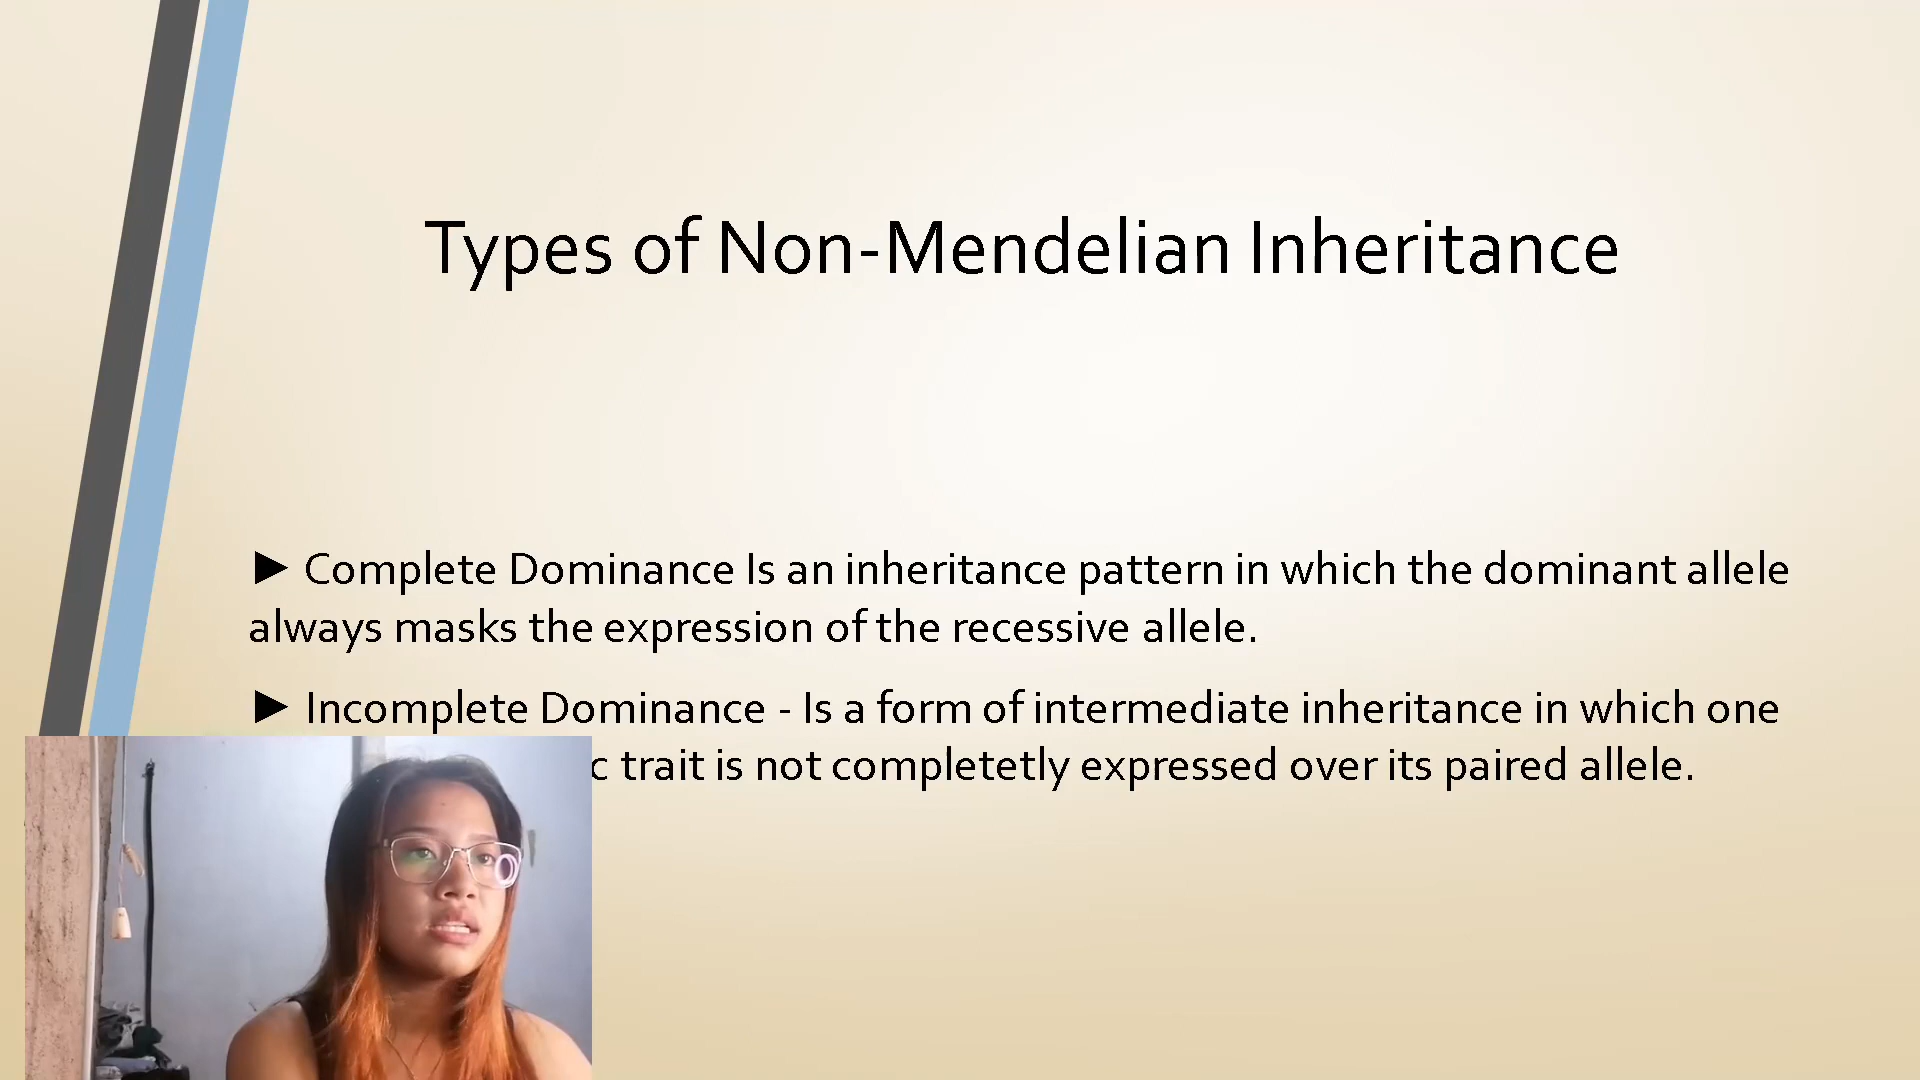 Types of Non-Mendelian Inheritance
► Complete Dominance Is an inheritance pattern in which the dominant allele
always masks the expression of the recessive allele.
► Incomplete Dominance - Is a form of intermediate inheritance in which one
trait is not completetly expressed over its paired allele.